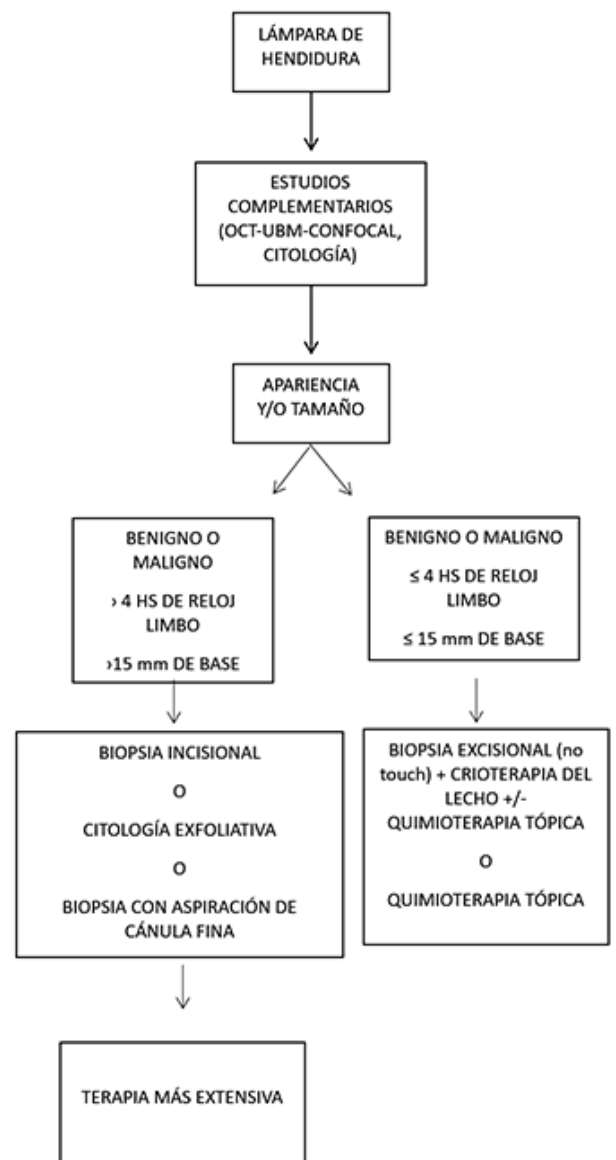 LÁMPARA DE
HENDIDURA
ESTUDIOS
COMPLEMENTARIOS
(OCT-UBM-CONFOCAL,
CITOLOGÍA)
APARIENCIA
Y/O TAMAÑO
BENIGNO O
MALIGNO
› 4 HS DE RELOJ
LIMBO
›15 mm DE BASE
BENIGNO O MALIGNO
≤ 4 HS DE RELOJ
LIMBO
≤ 15 mm DE BASE
BIOPSIA INCISIONAL
O
CITOLOGÍA EXFOLIATIVA
O
BIOPSIA CON ASPIRACIÓN DE
CÁNULA FINA
BIOPSIA EXCISIONAL (no
touch) + CRIOTERAPIA DEL
LECHO +/-
QUIMIOTERAPIA TÓPICA
O
QUIMIOTERAPIA TÓPICA
TERAPIA MÁS EXTENSIVA